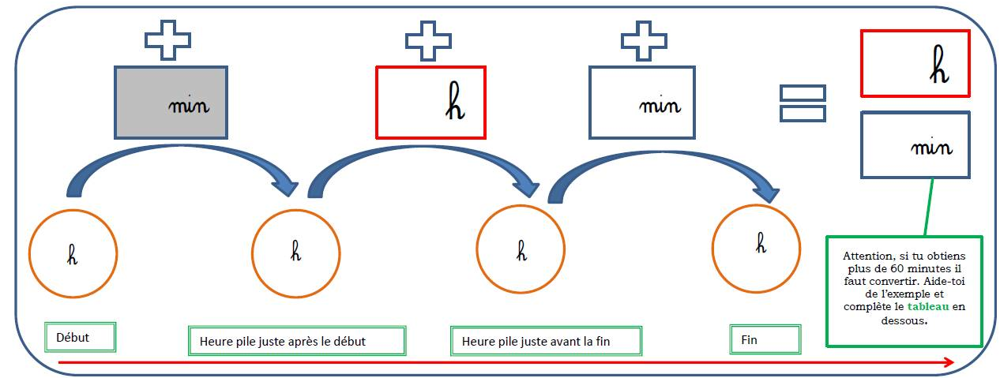 min
h
min
h
min
h
h
h
h
Attention, si tu obtiens
plus de 60 minutes il
faut convertir. Aide-toi
de l'exemple et
complète le tableau en
dessous.
Début
Heure pile juste après le début
Heure pile juste avant la fin
Fin